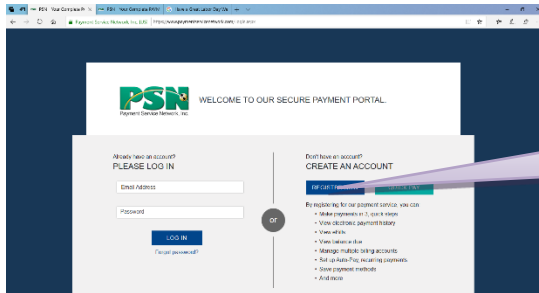 PSN
Payment Service Network, Inc.
WELCOME TO OUR SECURE PAYMENT PORTAL.
Already have an account?
PLEASE LOG IN
Email Address
Password
LOG IN
Forgot password?
or
Don't have an account?
CREATE AN ACCOUNT
By registering for our payment service, you can
• Make payments in 3, quick steps
• View electronic payment history
• View eBills
• View balance due
• Manage multiple billing accounts
• Set up Auto-Pay, recurring payments
• Save payment methods
• And more